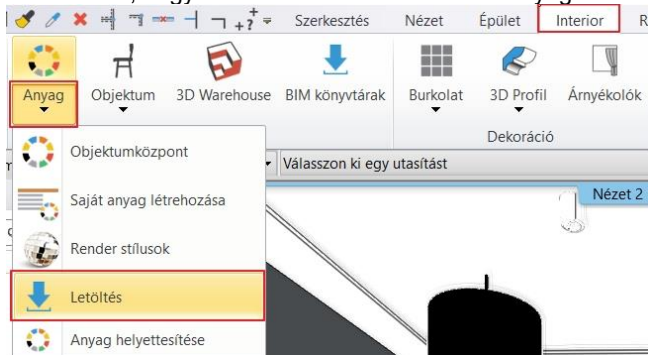 Szerkesztés Nézet Épület Interior R
Anyag Objektum 3D Warehouse BIM könyvtárak Burkolat 3D Profil Árnyékolók
Dekoráció
Objektumközpont
Válasszon ki egy utasítást
Saját anyag létrehozása
Nézet 2
Render stílusok
Letöltés
Anyag helyettesítése